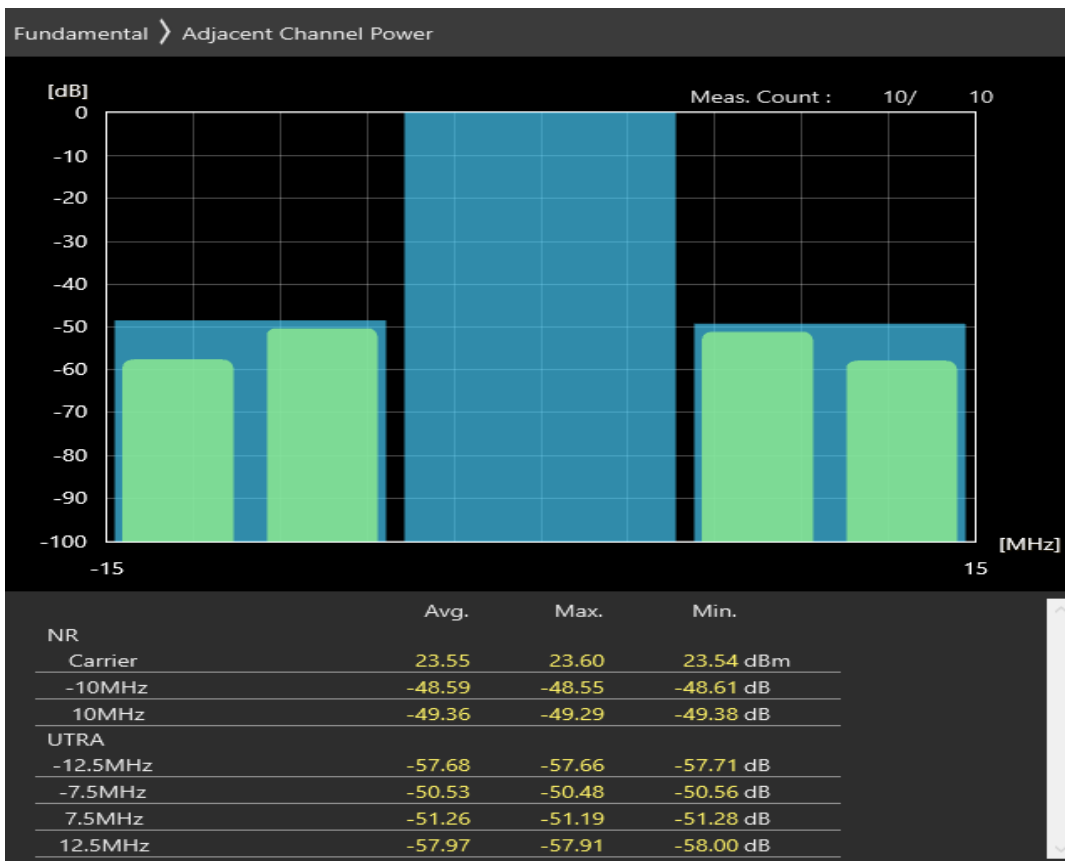 Fundamental 〉 Adjacent Channel Power
[dB]
Meas. Count : 10/ 10
0
-10
-20
-30
-40
-50
-60
-70
-80
-90
-100
[MHz]
-15 15
Avg. Max. Min.
NR
Carrier 23.55 23.60 23.54 dBm
-10MHz -48.59 -48.55 -48.61 dB
10MHz -49.36 -49.29 -49.38 dB
UTRA
-12.5MHz -57.68 -57.66 -57.71 dB
-7.5MHz -50.53 -50.48 -50.56 dB
7.5MHz -51.26 -51.19 -51.28 dB
12.5MHz -57.97 -57.91 -58.00 dB